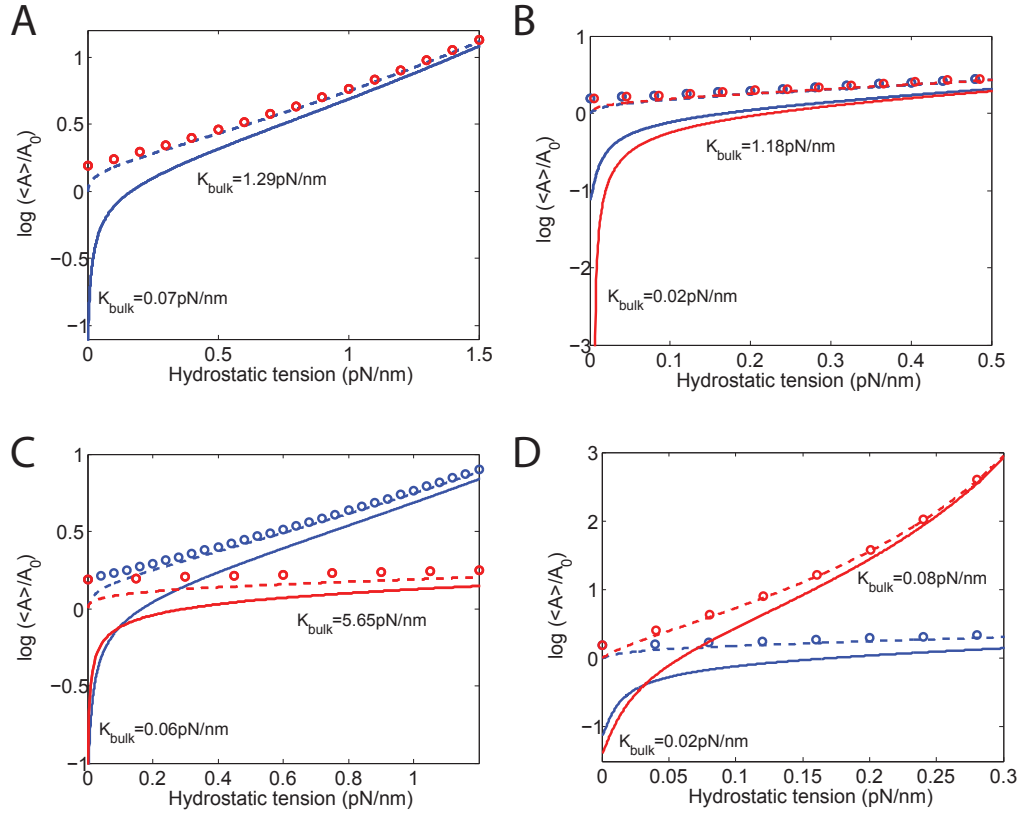 A
log (<A>/A0)
1
0.5
0
−0.5
−1
Kbulk=1.29pN/nm
Kbulk=0.07pN/nm
0 0.5 1 1.5
Hydrostatic tension (pN/nm)
B
log (<A>/A0)
1
0
−1
−2
−3
Kbulk=1.18pN/nm
Kbulk=0.02pN/nm
0 0.1 0.2 0.3 0.4 0.5
Hydrostatic tension (pN/nm)
C
log (<A>/A0)
1
0.5
0
−0.5
−1
Kbulk=5.65pN/nm
Kbulk=0.06pN/nm
0 0.2 0.4 0.6 0.8 1
Hydrostatic tension (pN/nm)
D
log (<A>/A0)
3
2
1
0
−1
Kbulk=0.08pN/nm
Kbulk=0.02pN/nm
0 0.05 0.1 0.15 0.2 0.25 0.3
Hydrostatic tension (pN/nm)